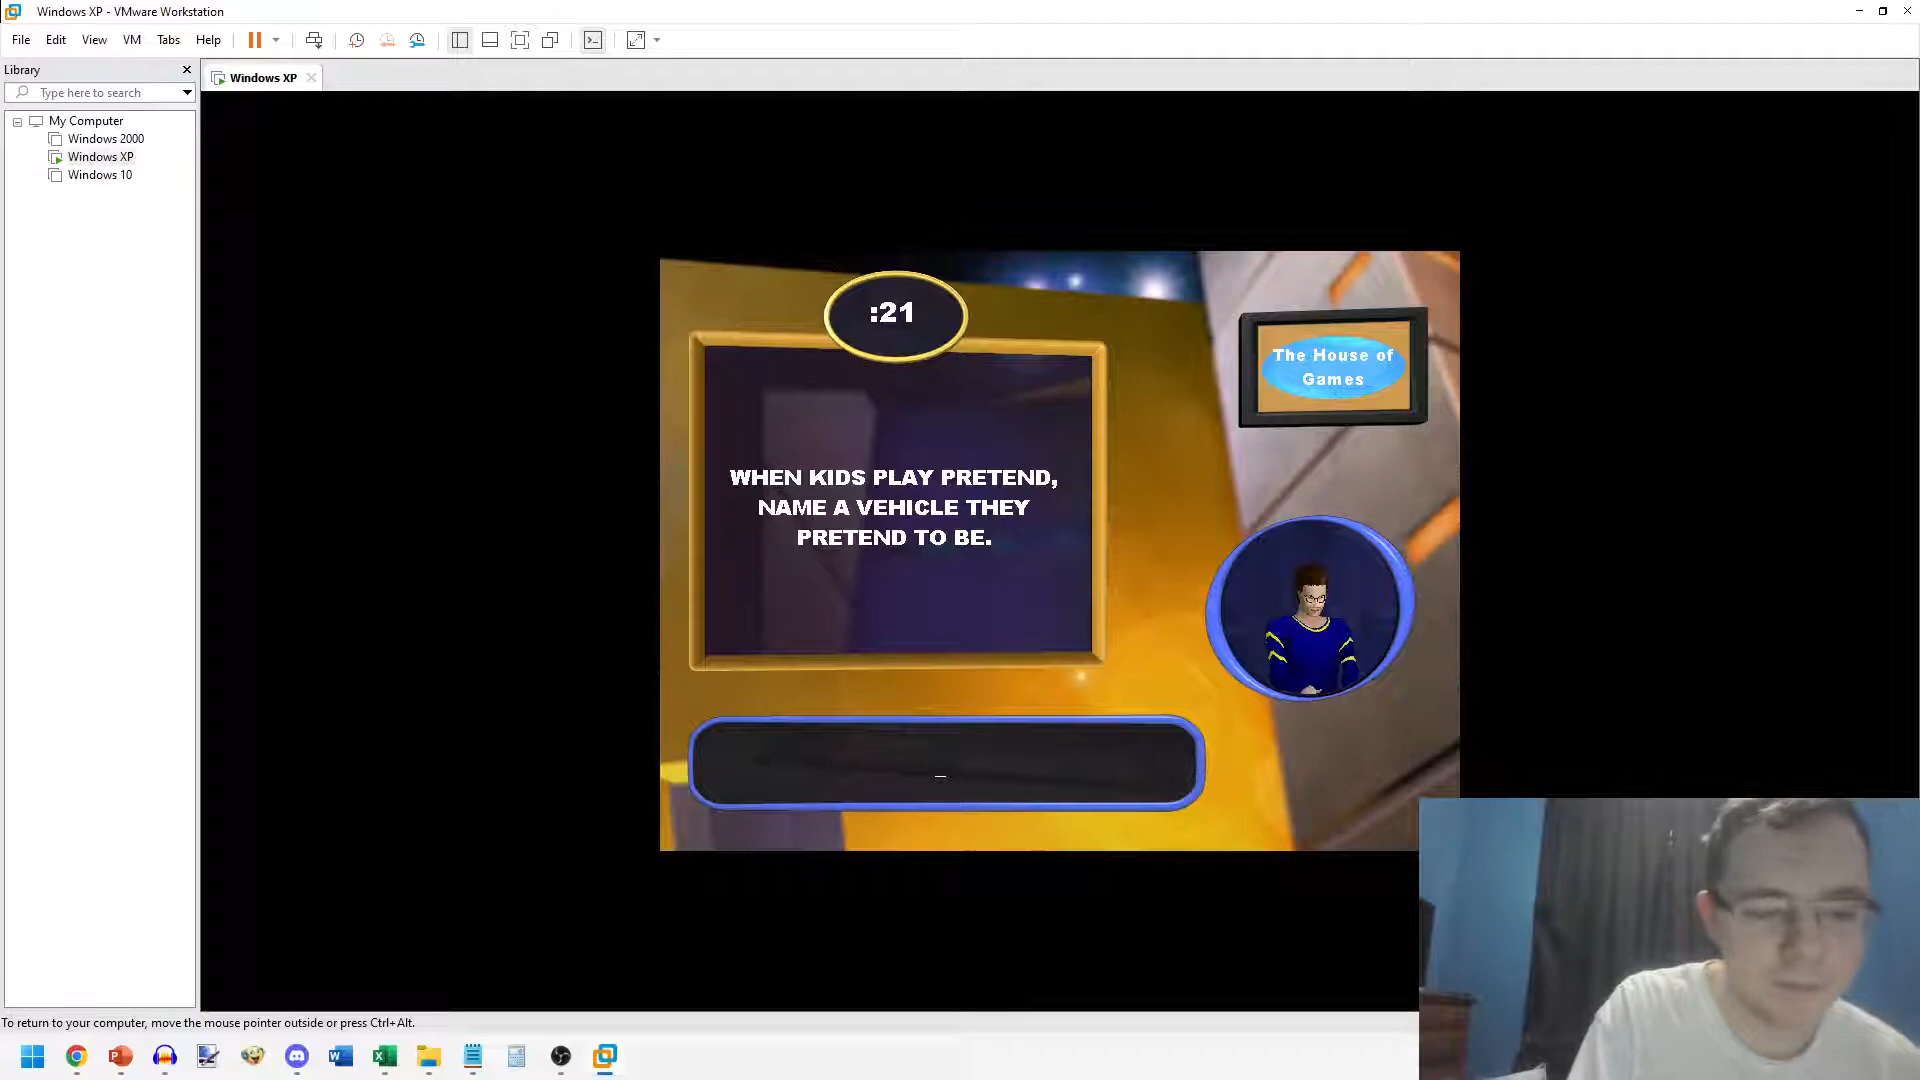 Windows XP - VMware Workstation
File Edit View VM Tabs Help
Library
Type here to search
Windows XP
My Computer
Windows 2000
Windows XP
Windows 10
:21
The House of
Games
WHEN KIDS PLAY PRETEND,
NAME A VEHICLE THEY
PRETEND TO BE.
_
To return to your computer, move the mouse pointer outside or press Ctrl+Alt.